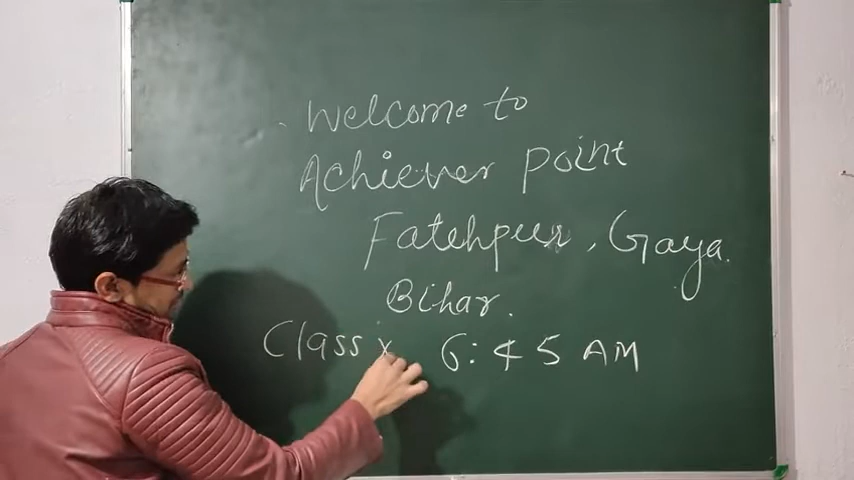 Welcome to
Achiever point
Fatehpur, Gaya.
Bihar.
Class x 6:45 AM